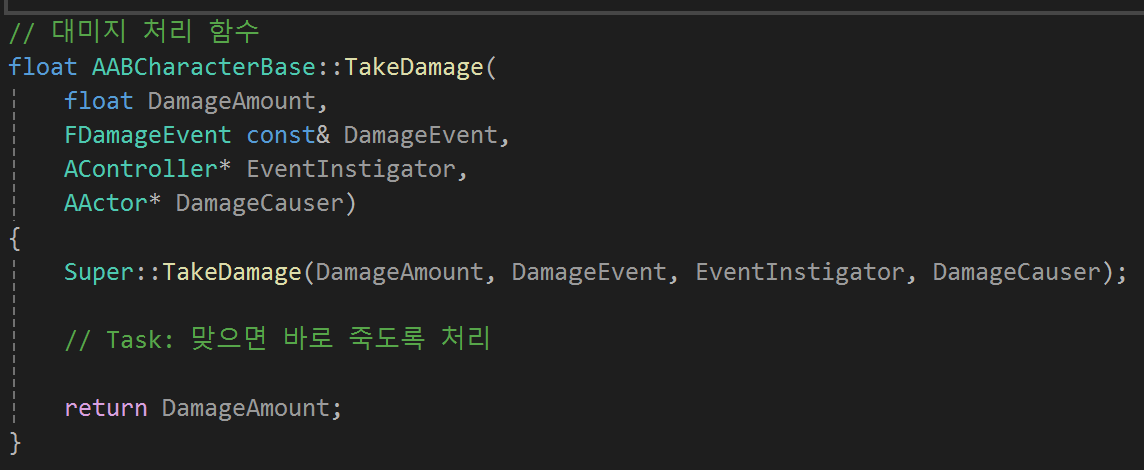 // 대미지 처리 함수
float AABCharacterBase::TakeDamage(
float DamageAmount,
FDamageEvent const& DamageEvent,
AController* EventInstigator,
AActor* DamageCauser)
{
Super::TakeDamage(DamageAmount, DamageEvent, EventInstigator, DamageCauser);
// Task: 맞으면 바로 죽도록 처리
return DamageAmount;
}